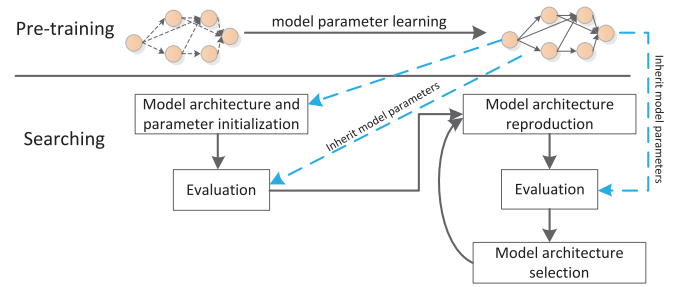 Pre-training
model parameter learning
Inherit model parameters
Inherit model parameters
Searching
Model architecture and
parameter initialization
Evaluation
Model architecture
reproduction
Evaluation
Model architecture
selection